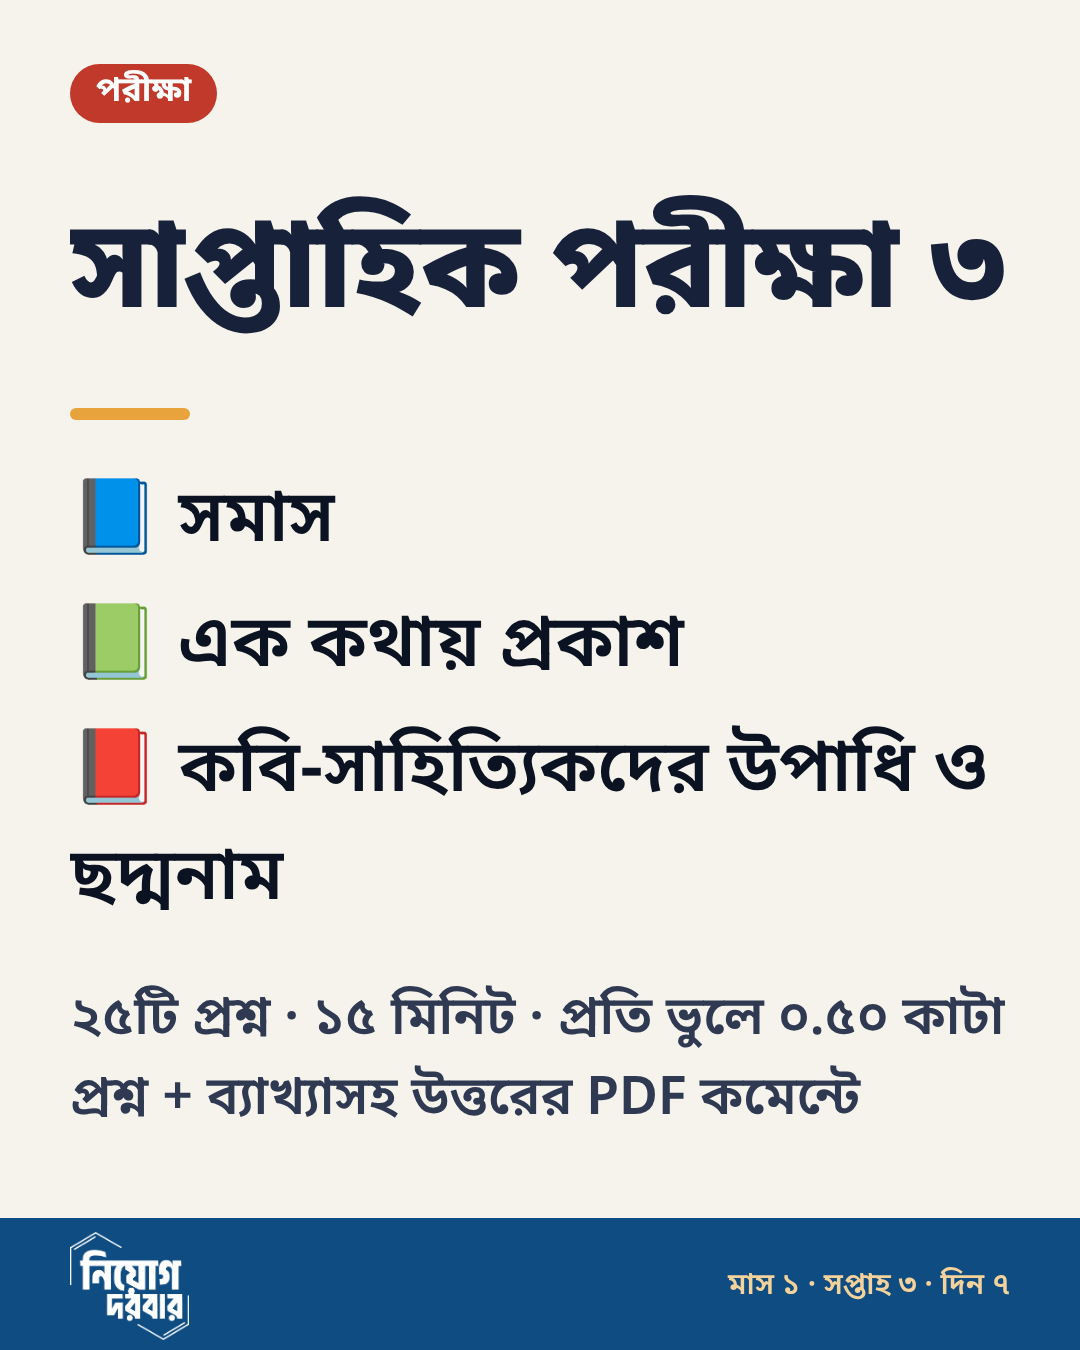 পরীক্ষা
সাপ্তাহিক পরীক্ষা ৩
📘 সমাস
📗 এক কথায় প্রকাশ
📕 কবি-সাহিত্যিকদের উপাধি ও
ছদ্মনাম
২৫টি প্রশ্ন · ১৫ মিনিট · প্রতি ভুলে ০.৫০ কাটা
প্রশ্ন + ব্যাখ্যাসহ উত্তরের PDF কমেন্টে
নিয়োগ
দরবার
মাস ১ · সপ্তাহ ৩ · দিন ৭